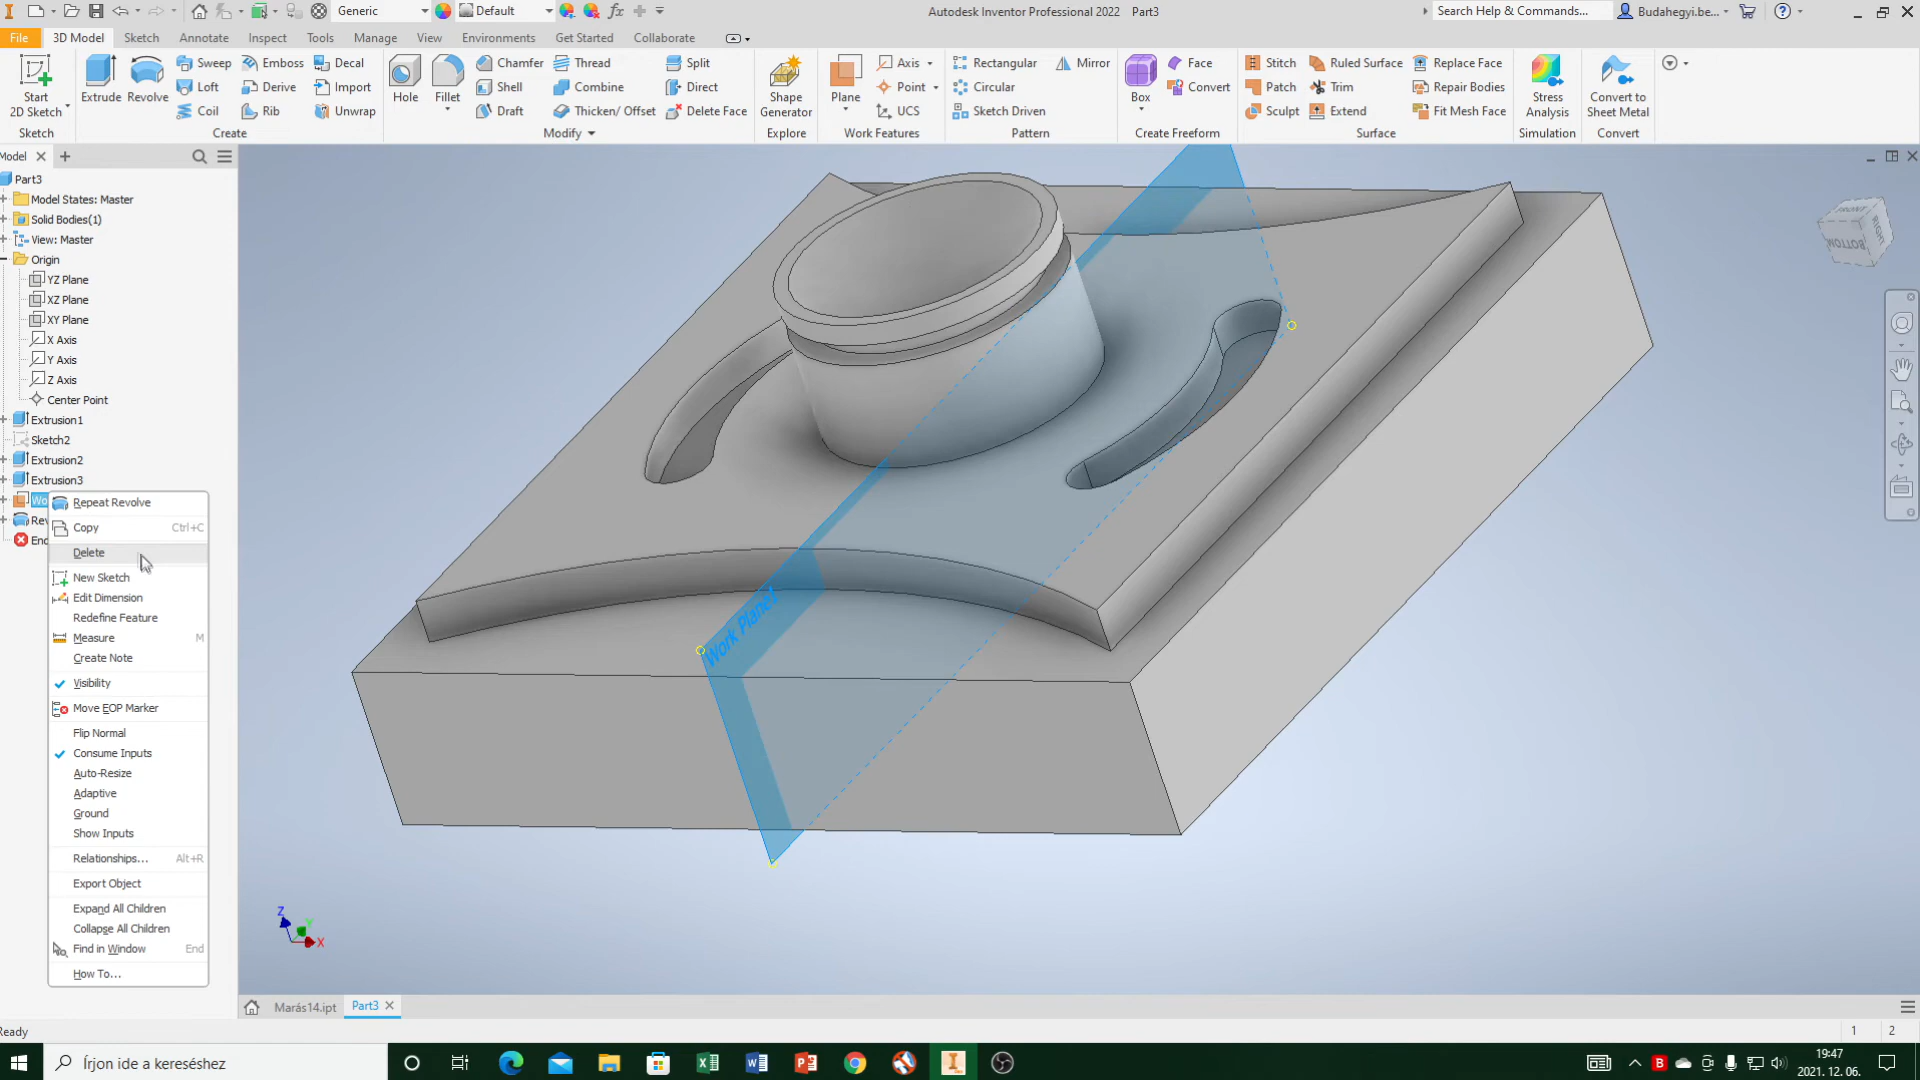 Generic
Default
Autodesk Inventor Professional 2022 Part3
Search Help & Commands...
Budahegyi.be...
File
3D Model
Sketch
Annotate
Inspect
Tools
Manage
View
Environments
Get Started
Collaborate
Start
2D Sketch
Extrude
Revolve
Sweep
Loft
Coil
Emboss
Derive
Rib
Decal
Import
Unwrap
Hole
Fillet
Chamfer
Shell
Draft
Thread
Combine
Thicken/ Offset
Split
Direct
Delete Face
Shape
Generator
Plane
Axis
Point
UCS
Rectangular
Circular
Sketch Driven
Mirror
Box
Face
Convert
Stitch
Patch
Sculpt
Ruled Surface
Trim
Extend
Replace Face
Repair Bodies
Fit Mesh Face
Stress
Analysis
Convert to
Sheet Metal
Sketch
Create
Modify
Explore
Work Features
Pattern
Create Freeform
Surface
Simulation
Convert
Model
Part3
Model States: Master
Solid Bodies(1)
View: Master
Origin
YZ Plane
XZ Plane
XY Plane
X Axis
Y Axis
Z Axis
Center Point
Extrusion1
Sketch2
Extrusion2
Extrusion3
Wo
Rev
End
Repeat Revolve
Copy Ctrl+C
Delete
New Sketch
Edit Dimension
Redefine Feature
Measure M
Create Note
Visibility
Move EOP Marker
Flip Normal
Consume Inputs
Auto-Resize
Adaptive
Ground
Show Inputs
Relationships... Alt+R
Export Object
Expand All Children
Collapse All Children
Find in Window End
How To...
Work Plane1
BOTTOM
FRONT
RIGHT
Z
Y
X
Marás14.ipt
Part3
Ready
1 2
Írjon ide a kereséshez
19:47
2021. 12. 06.